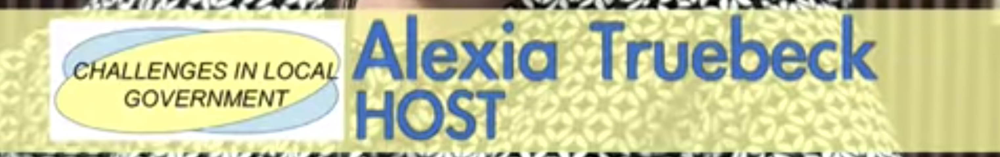 CHALLENGES IN LOCAL
GOVERNMENT
Alexia Truebeck
HOST